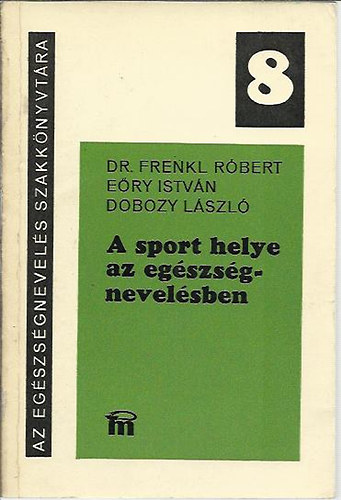 AZ EGÉSZSÉGNEVELÉS SZAKKÖNYVTÁRA
8
DR. FRENKL RÓBERT
EŐRY ISTVÁN
DOBOZY LÁSZLÓ
A sport helye
az egészség-
nevelésben
m